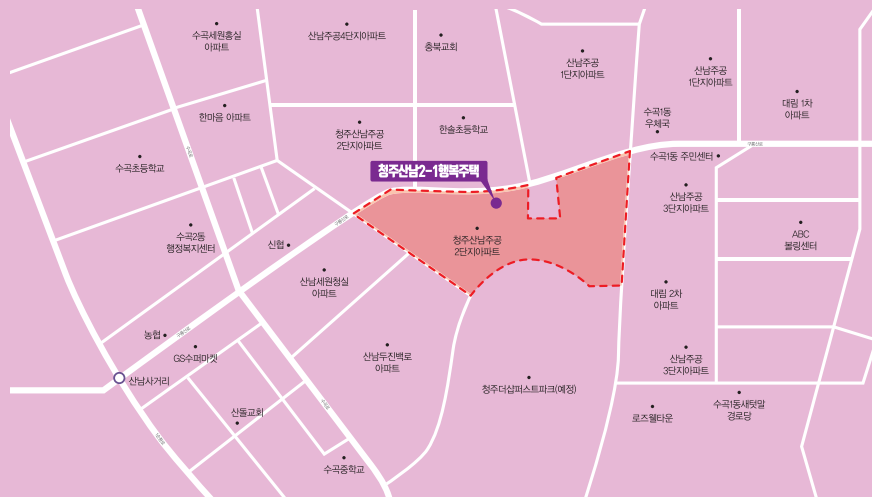 수곡세원홍실
아파트
산남주공4단지아파트
충북교회
산남주공
1단지아파트
산남주공
1단지아파트
대림 1차
아파트
한마음 아파트
청주산남주공
2단지아파트
한솔초등학교
수곡1동
우체국
수곡초등학교
수곡1동 주민센터
청주산남2-1행복주택
산남주공
3단지아파트
수곡2동
행정복지센터
신협
청주산남주공
2단지아파트
ABC
볼링센터
산남세원청실
아파트
대림 2차
아파트
농협
GS수퍼마켓
산남두진백로
아파트
산남주공
3단지아파트
산남사거리
청주더샵퍼스트파크(예정)
산돌교회
로즈웰타운
수곡1동새텃말
경로당
수곡중학교